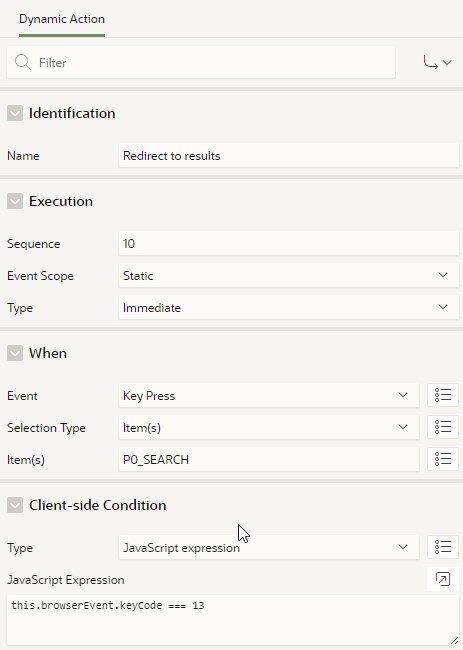 Dynamic Action
Filter
Identification
Name Redirect to results
Execution
Sequence 10
Event Scope Static
Type Immediate
When
Event Key Press
Selection Type Item(s)
Item(s) P0_SEARCH
Client-side Condition
Type JavaScript expression
JavaScript Expression
this.browserEvent.keyCode === 13